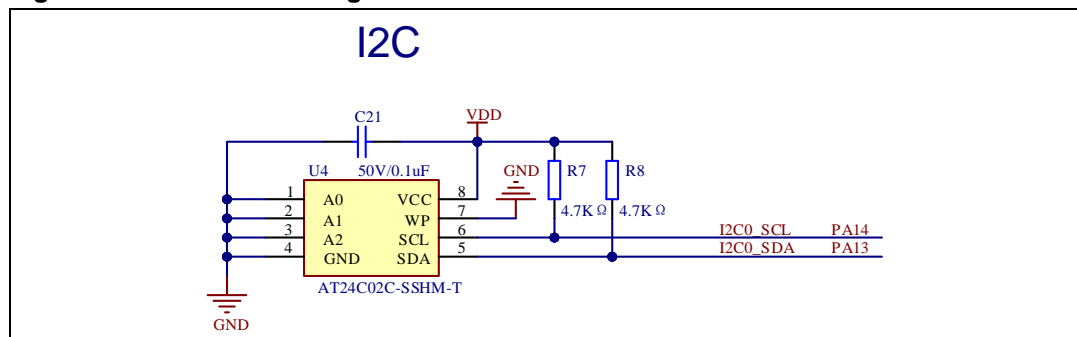 I2C
C21
VDD
U4
50V/0.1uF
GND
R7
R8
1
A0
VCC
8
2
A1
WP
7
4.7K Ω
4.7K Ω
3
A2
SCL
6
I2C0_SCL
PA14
4
GND
SDA
5
I2C0_SDA
PA13
AT24C02C-SSHM-T
GND